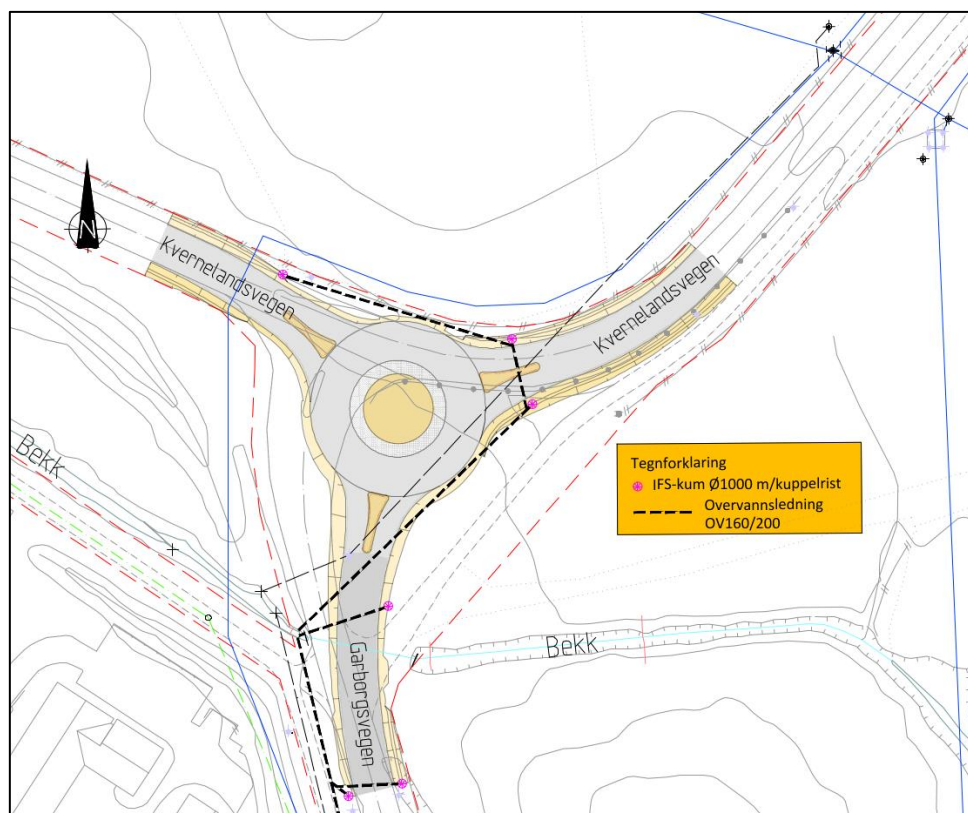 N
Kvernelandsvegen
Kvernelandsvegen
Bekk
Tegnforklaring
IFS-kum Ø1000 m/kuppelrist
Overvannsledning
OV160/200
Bekk
Garborgsvegen